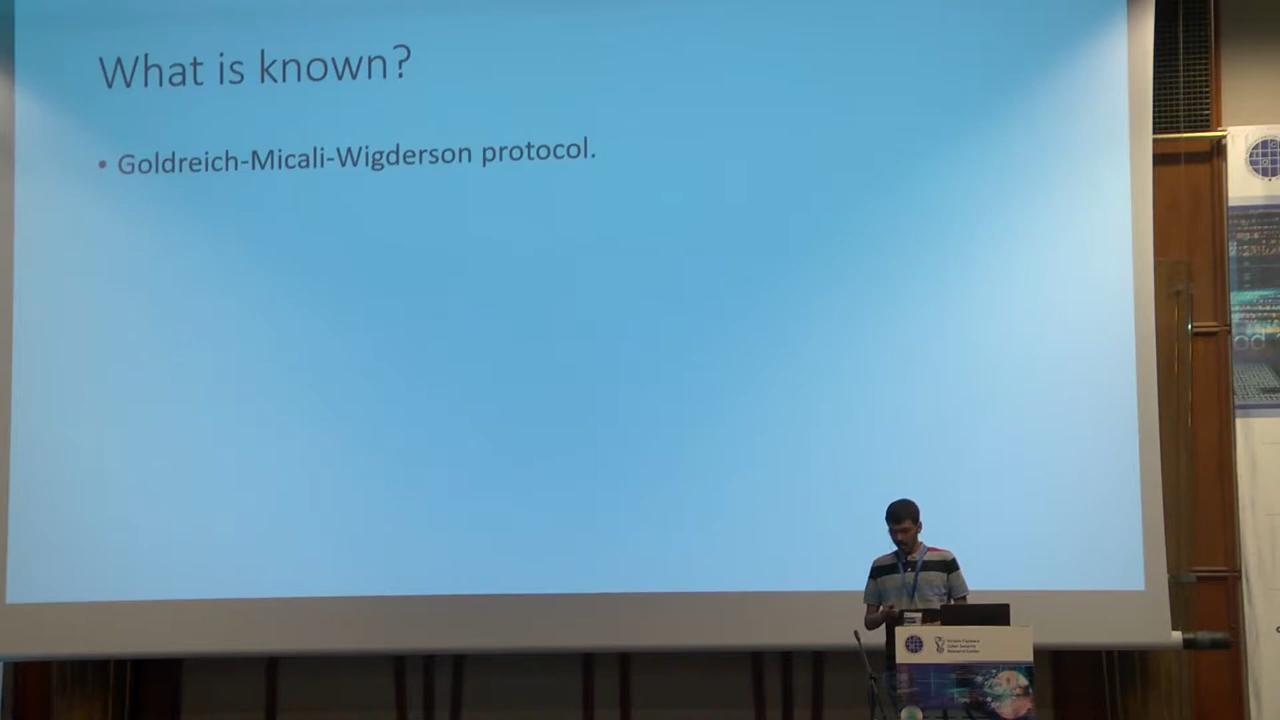 What is known?
• Goldreich-Micali-Wigderson protocol.